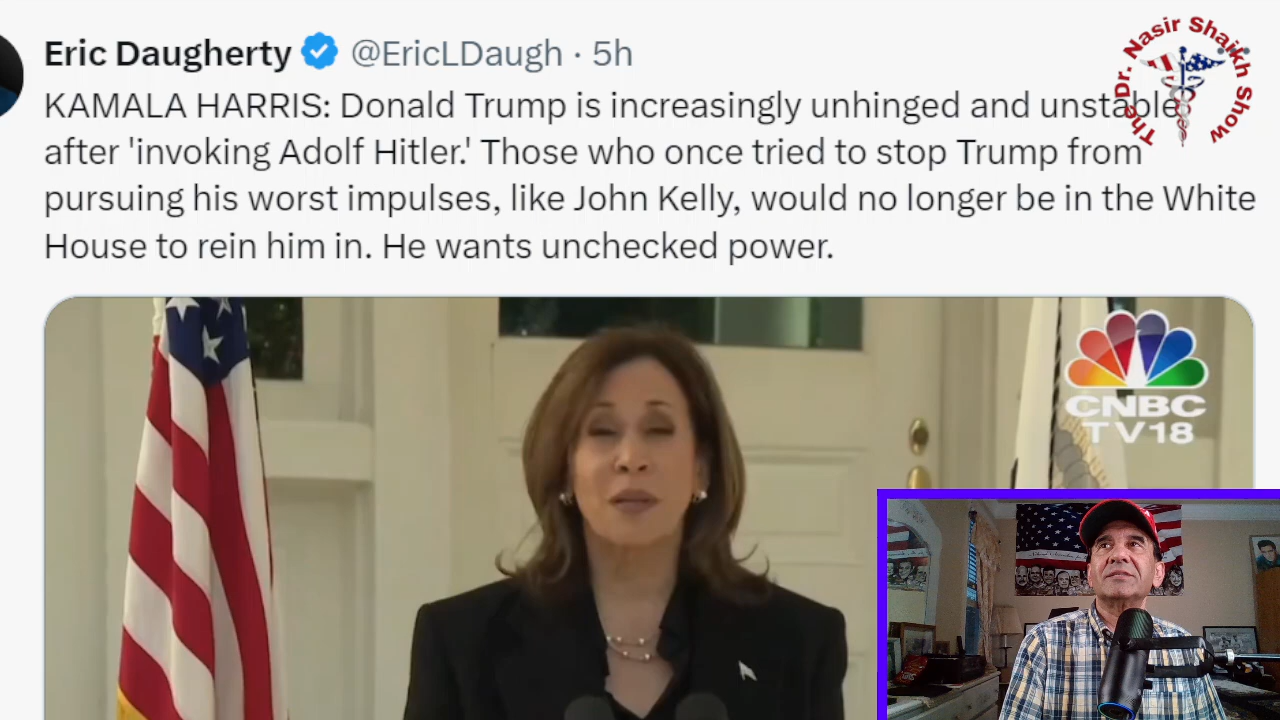 Eric Daugherty @EricLDaugh · 5h
KAMALA HARRIS: Donald Trump is increasingly unhinged and unstable
after 'invoking Adolf Hitler.' Those who once tried to stop Trump from
pursuing his worst impulses, like John Kelly, would no longer be in the White
House to rein him in. He wants unchecked power.
The Dr. Nasir Shaikh Show
CNBC
TV18